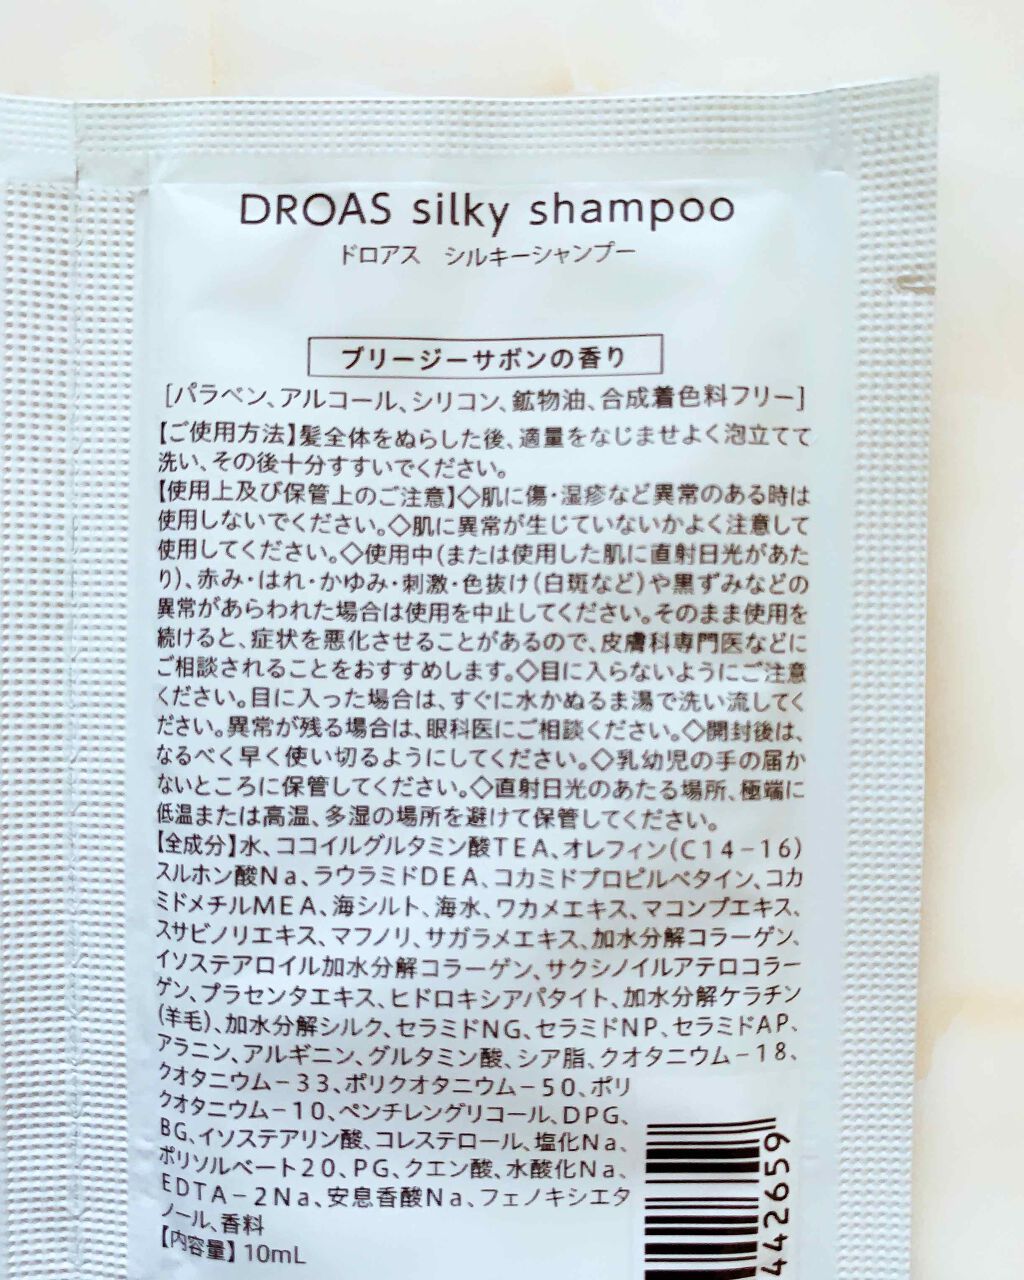 DROAS silky shampoo
ドロアス シルキーシャンプー
ブリージーサボンの香り
[パラベン、アルコール、シリコン、鉱物油、合成着色料フリー]
【ご使用方法】髪全体をぬらした後、適量をなじませよく泡立てて
洗い、その後十分すすいでください。
【使用上及び保管上のご注意】◇肌に傷・湿疹など異常のある時は
使用しないでください。◇肌に異常が生じていないかよく注意して
使用してください。◇使用中(または使用した肌に直射日光があた
り)、赤み・はれ・かゆみ・刺激・色抜け(白斑など)や黒ずみなどの
異常があらわれた場合は使用を中止してください。そのまま使用を
続けると、症状を悪化させることがあるので、皮膚科専門医などに
ご相談されることをおすすめします。◇目に入らないようにご注意
ください。目に入った場合は、すぐに水かぬるま湯で洗い流してく
ださい。異常が残る場合は、眼科医にご相談ください。◇開封後は、
なるべく早く使い切るようにしてください。◇乳幼児の手の届か
ないところに保管してください。◇直射日光のあたる場所、極端に
低温または高温、多湿の場所を避けて保管してください。
【全成分】水、ココイルグルタミン酸TEA、オレフィン(C14-16)
スルホン酸Na、ラウラミドDEA、コカミドプロピルベタイン、コカ
ミドメチルMEA、海シルト、海水、ワカメエキス、マコンブエキス、
スサビノリエキス、マフノリ、サガラメエキス、加水分解コラーゲン、
イソステアロイル加水分解コラーゲン、サクシノイルアテロコラー
ゲン、プラセンタエキス、ヒドロキシアパタイト、加水分解ケラチン
(羊毛)、加水分解シルク、セラミドNG、セラミドNP、セラミドAP、
アラニン、アルギニン、グルタミン酸、シア脂、クオタニウム-18、
クオタニウム-33、ポリクオタニウム-50、ポリ
クオタニウム-10、ペンチレングリコール、DPG、
BG、イソステアリン酸、コレステロール、塩化Na、
ポリソルベート20、PG、クエン酸、水酸化Na、
EDTA-2Na、安息香酸Na、フェノキシエタ
ノール、香料
【内容量】10mL
442659